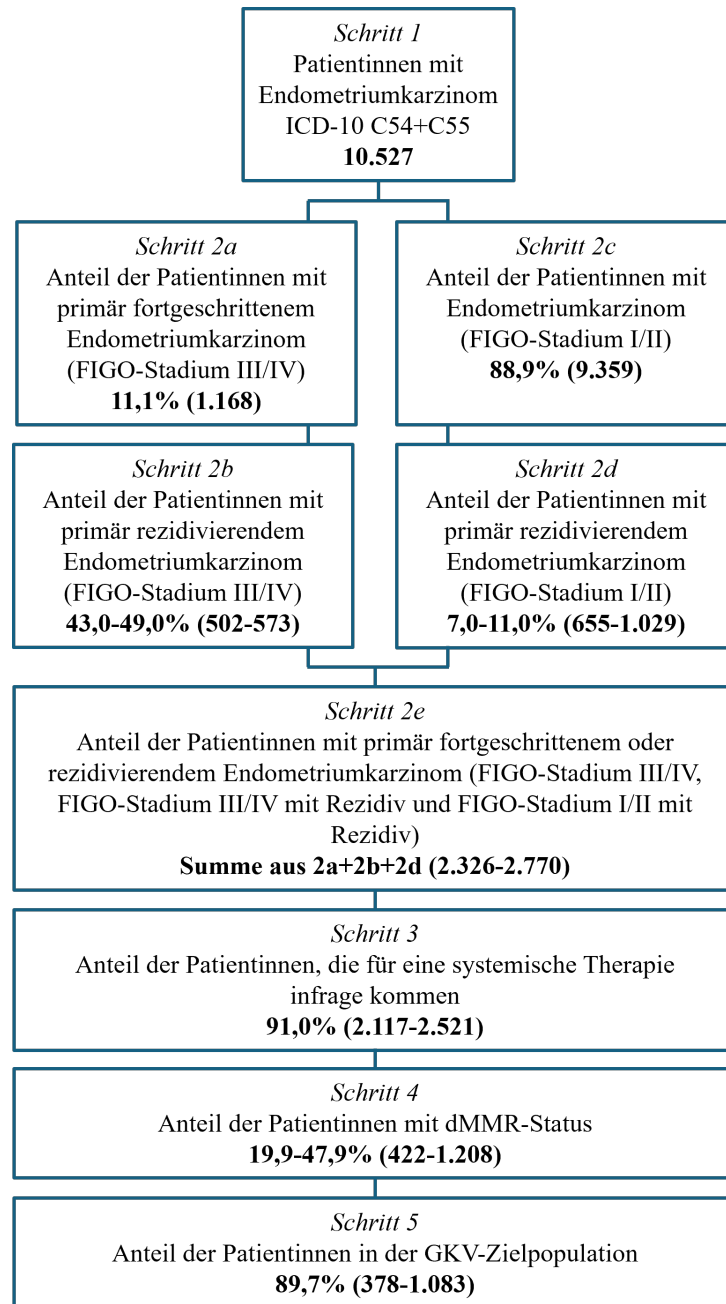 Schritt 1
Patientinnen mit
Endometriumkarzinom
ICD-10 C54+C55
10.527
Schritt 2a
Anteil der Patientinnen mit
primär fortgeschrittenem
Endometriumkarzinom
(FIGO-Stadium III/IV)
11,1% (1.168)
Schritt 2c
Anteil der Patientinnen mit
Endometriumkarzinom
(FIGO-Stadium I/II)
88,9% (9.359)
Schritt 2b
Anteil der Patientinnen mit
primär rezidivierendem
Endometriumkarzinom
(FIGO-Stadium III/IV)
43,0-49,0% (502-573)
Schritt 2d
Anteil der Patientinnen mit
primär rezidivierendem
Endometriumkarzinom
(FIGO-Stadium I/II)
7,0-11,0% (655-1.029)
Schritt 2e
Anteil der Patientinnen mit primär fortgeschrittenem oder
rezidivierendem Endometriumkarzinom (FIGO-Stadium III/IV,
FIGO-Stadium III/IV mit Rezidiv und FIGO-Stadium I/II mit
Rezidiv)
Summe aus 2a+2b+2d (2.326-2.770)
Schritt 3
Anteil der Patientinnen, die für eine systemische Therapie
infrage kommen
91,0% (2.117-2.521)
Schritt 4
Anteil der Patientinnen mit dMMR-Status
19,9-47,9% (422-1.208)
Schritt 5
Anteil der Patientinnen in der GKV-Zielpopulation
89,7% (378-1.083)